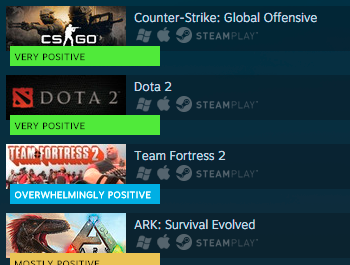 Counter-Strike: Global Offensive
CS GO
STEAMPLAY
VERY POSITIVE
Dota 2
DOTA 2
STEAMPLAY
VERY POSITIVE
Team Fortress 2
TEAM FORTRESS 2
STEAMPLAY
OVERWHELMINGLY POSITIVE
ARK: Survival Evolved
ARK
STEAMPLAY
MOSTLY POSITIVE